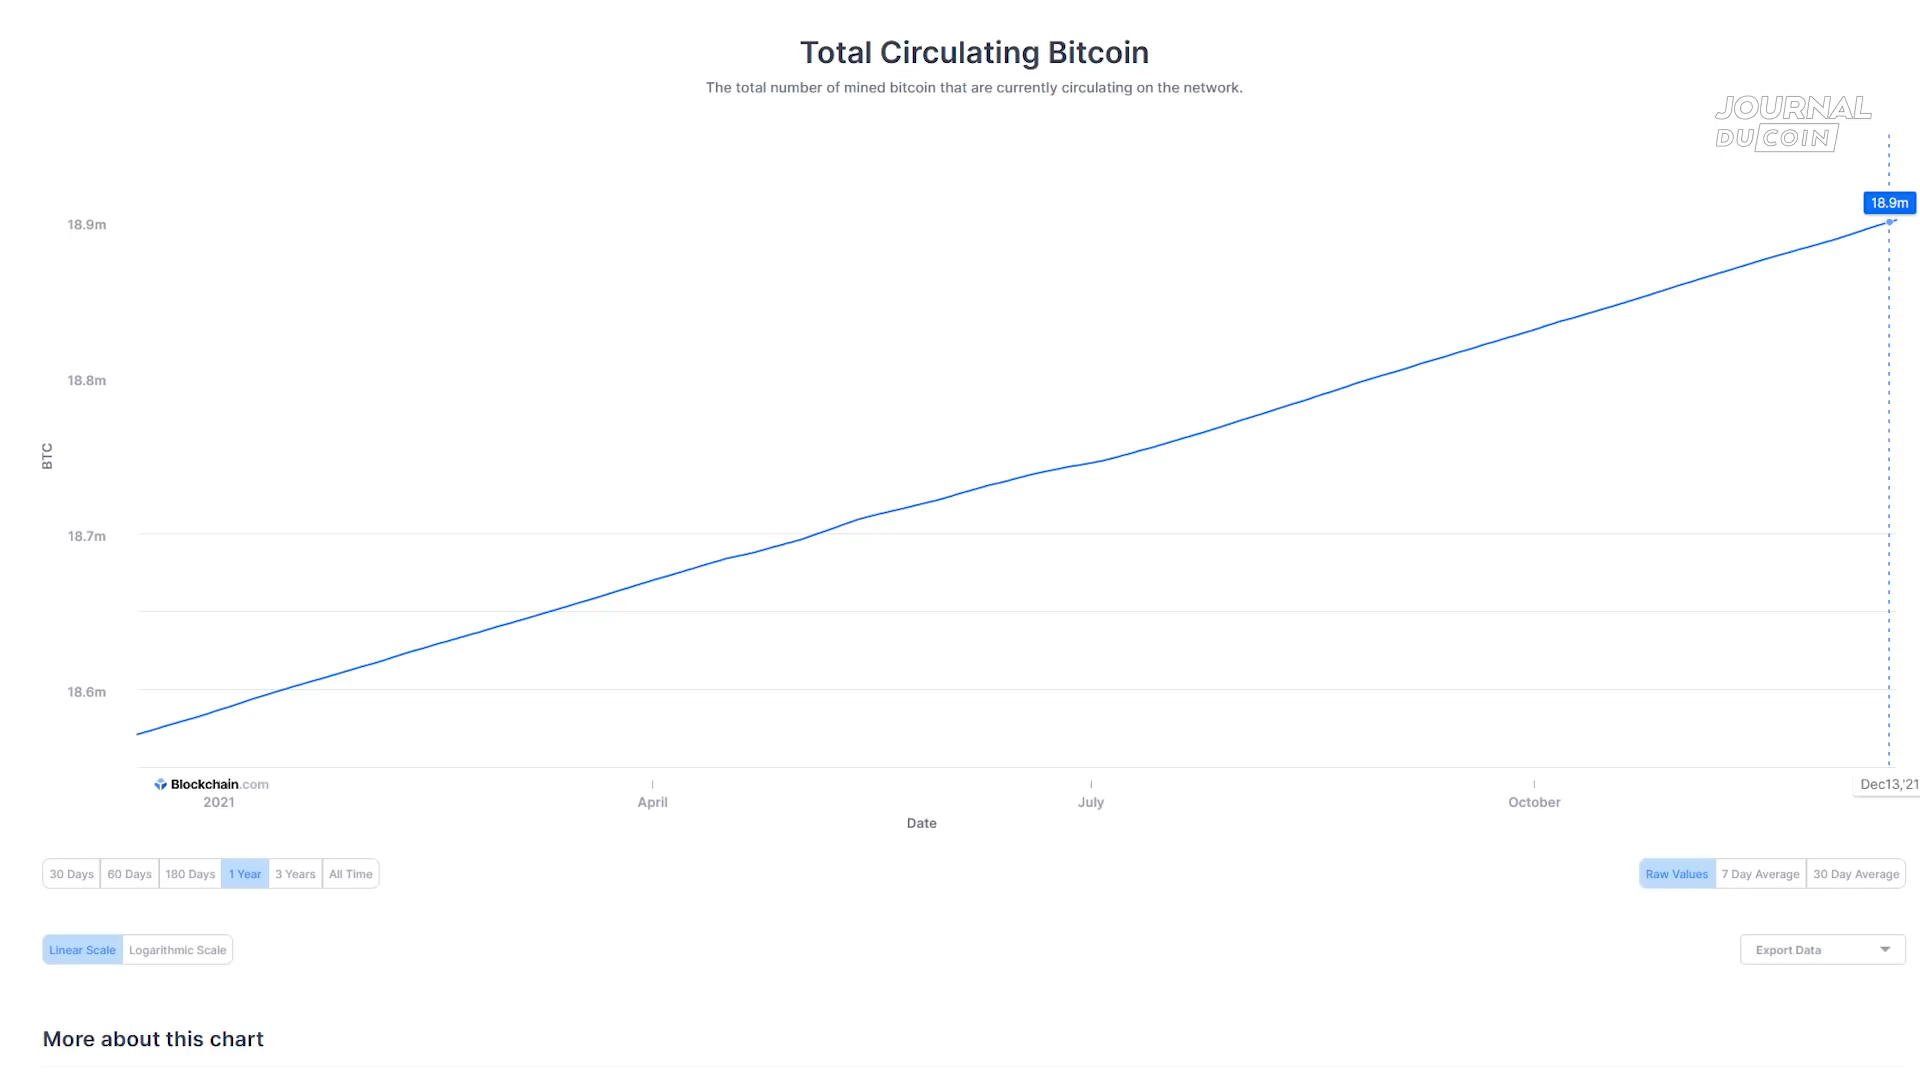 Total Circulating Bitcoin
The total number of mined bitcoin that are currently circulating on the network.
JOURNAL
DU COIN
18.9m
18.9m
18.8m
BTC
18.7m
18.6m
Blockchain.com
2021
April
July
October
Dec13,'21
Date
30 Days 60 Days 180 Days 1 Year 3 Years All Time
Raw Values 7 Day Average 30 Day Average
Linear Scale Logarithmic Scale
Export Data
More about this chart